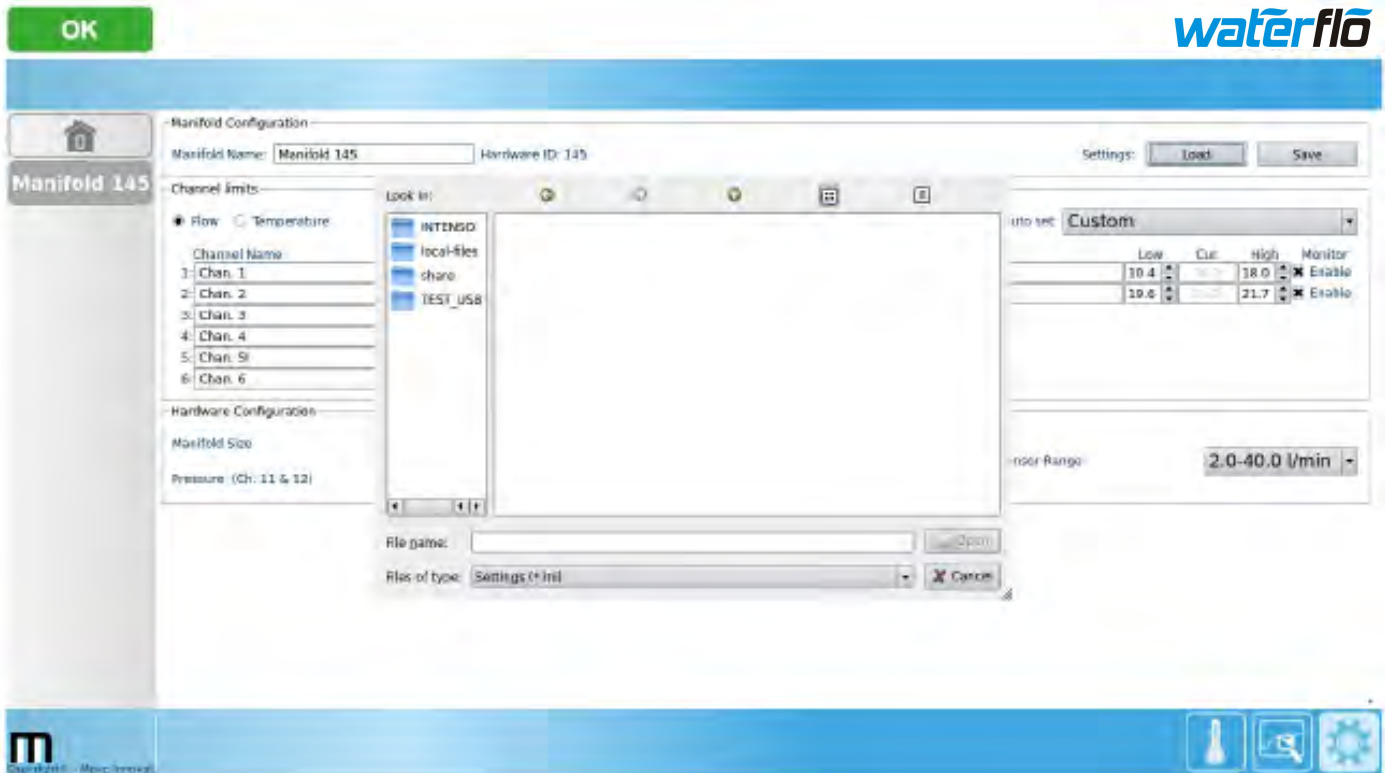 OK
waterflo
Manifold Configuration
Manifold Name: Manifold 145 Hardware ID: 145 Settings: Load Save
Manifold 145
Channel limits
Look in:
Flow Temperature
Custom
INTENSO
local-files
share
TEST_USB
Channel Name Low Cur. High Monitor
1: Chan. 1 10.4 18.0 Enable
2: Chan. 2 19.6 21.7 Enable
3: Chan. 3
4: Chan. 4
5: Chan. 5
6: Chan. 6
Hardware Configuration
Manifold Size
Range 2.0-40.0 l/min
Pressure (Ch. 11 & 12)
File name: Open
Files of type: Settings (*.ini) Cancel
m